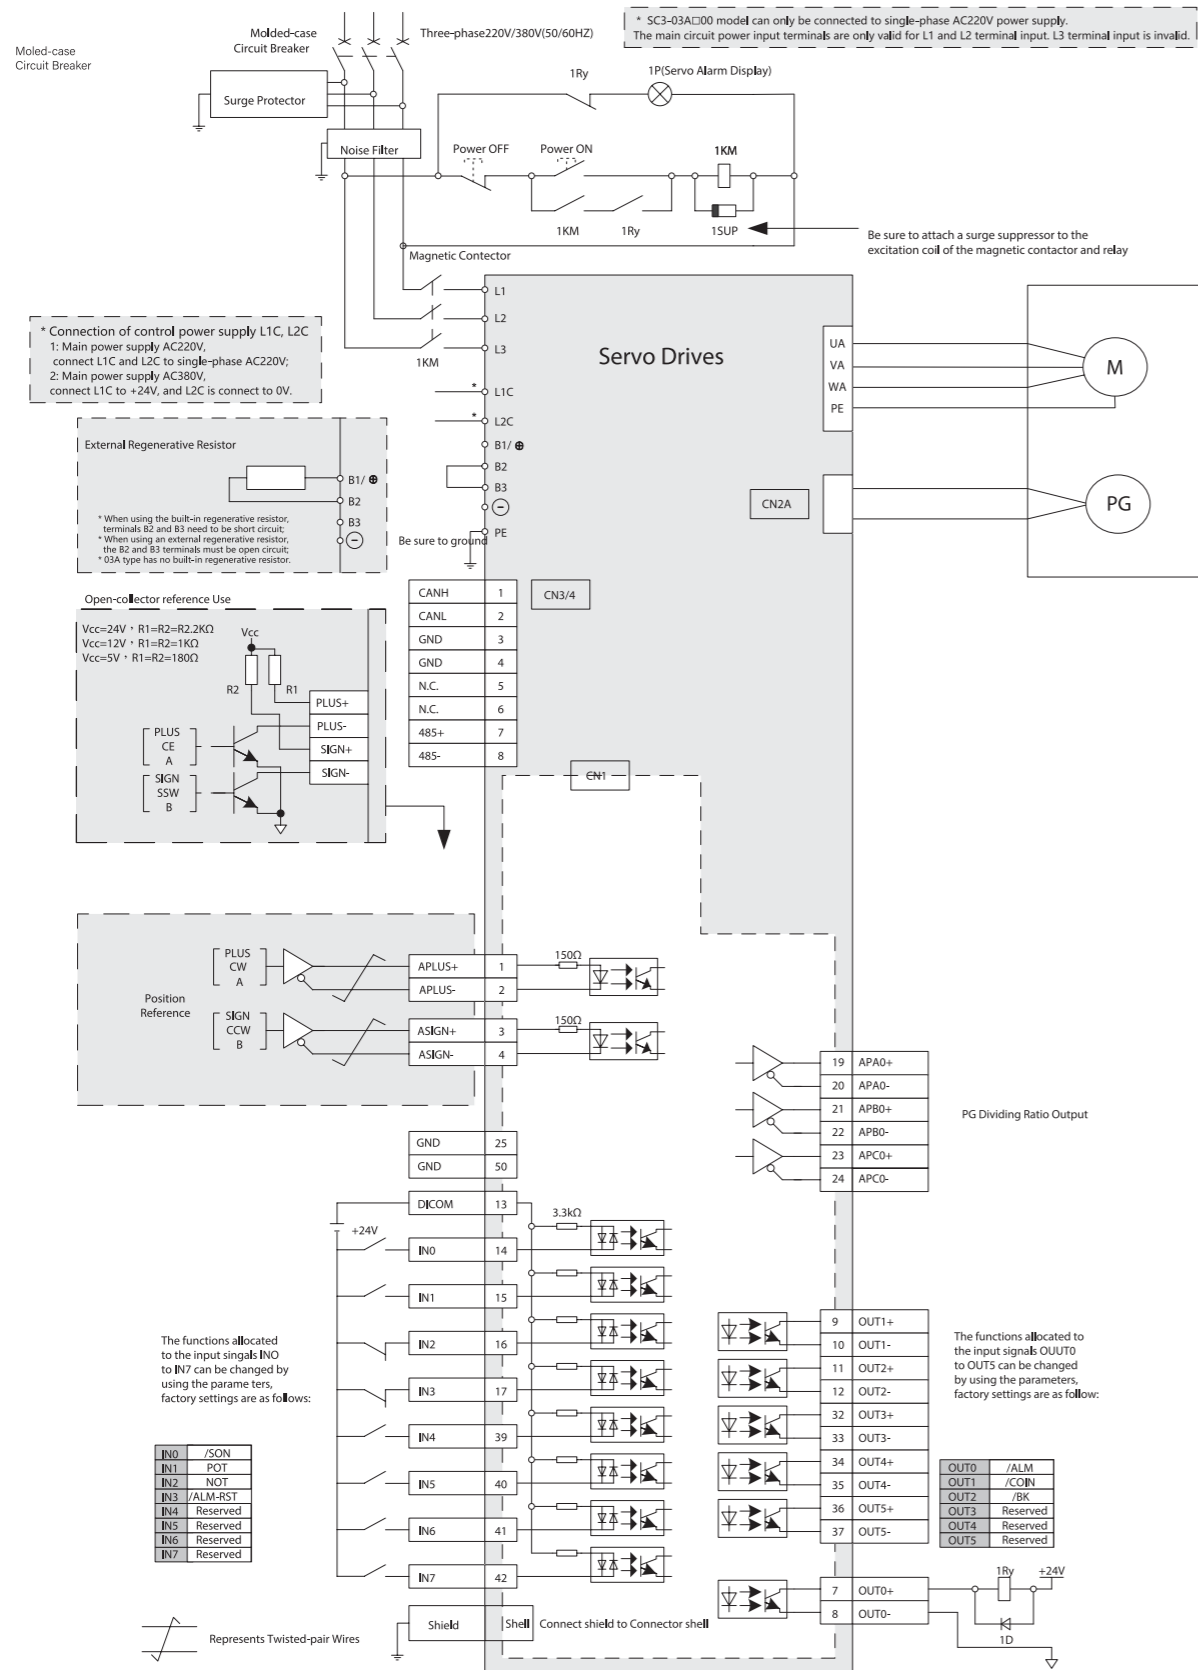 Moled-case
Circuit Breaker
Molded-case
Circuit Breaker
Three-phase220V/380V(50/60HZ)
* SC3-03A□00 model can only be connected to single-phase AC220V power supply.
The main circuit power input terminals are only valid for L1 and L2 terminal input. L3 terminal input is invalid.
Surge Protector
1Ry
1P(Servo Alarm Display)
Noise Filter
Power OFF
Power ON
1KM
1KM
1Ry
1SUP
Be sure to attach a surge suppressor to the
excitation coil of the magnetic contactor and relay
Magnetic Contector
L1
L2
L3
1KM
* Connection of control power supply L1C, L2C
1: Main power supply AC220V,
connect L1C and L2C to single-phase AC220V;
2: Main power supply AC380V,
connect L1C to +24V, and L2C is connect to 0V.
Servo Drives
UA
VA
WA
PE
M
* L1C
* L2C
B1/ ⊕
B2
B3
⊖
PE
Be sure to ground
External Regenerative Resistor
B1/ ⊕
B2
B3
⊖
* When using the built-in regenerative resistor,
terminals B2 and B3 need to be short circuit;
* When using an external regenerative resistor,
the B2 and B3 terminals must be open circuit;
* 03A type has no built-in regenerative resistor.
CN2A
PG
CANH 1
CANL 2
GND 3
GND 4
N.C. 5
N.C. 6
485+ 7
485- 8
CN3/4
Open-collector reference Use
Vcc=24V，R1=R2=R2.2KΩ
Vcc=12V，R1=R2=1KΩ
Vcc=5V，R1=R2=180Ω
Vcc
R2
R1
PLUS+
PLUS-
SIGN+
SIGN-
PLUS
CE
A
SIGN
SSW
B
CN1
Position
Reference
PLUS
CW
A
SIGN
CCW
B
APLUS+ 1
APLUS- 2
ASIGN+ 3
ASIGN- 4
150Ω
150Ω
19 APA0+
20 APA0-
21 APB0+
22 APB0-
23 APC0+
24 APC0-
PG Dividing Ratio Output
GND 25
GND 50
DICOM 13
+24V
3.3kΩ
IN0 14
IN1 15
IN2 16
IN3 17
IN4 39
IN5 40
IN6 41
IN7 42
The functions allocated
to the input singals INO
to IN7 can be changed by
using the parame ters,
factory settings are as follows:
IN0 /SON
IN1 POT
IN2 NOT
IN3 /ALM-RST
IN4 Reserved
IN5 Reserved
IN6 Reserved
IN7 Reserved
9 OUT1+
10 OUT1-
11 OUT2+
12 OUT2-
32 OUT3+
33 OUT3-
34 OUT4+
35 OUT4-
36 OUT5+
37 OUT5-
7 OUT0+
8 OUT0-
The functions allocated to
the input signals OUUT0
to OUT5 can be changed
by using the parameters,
factory settings are as follow:
OUT0 /ALM
OUT1 /COIN
OUT2 /BK
OUT3 Reserved
OUT4 Reserved
OUT5 Reserved
1Ry
+24V
1D
Shield
Shell
Connect shield to Connector shell
Represents Twisted-pair Wires